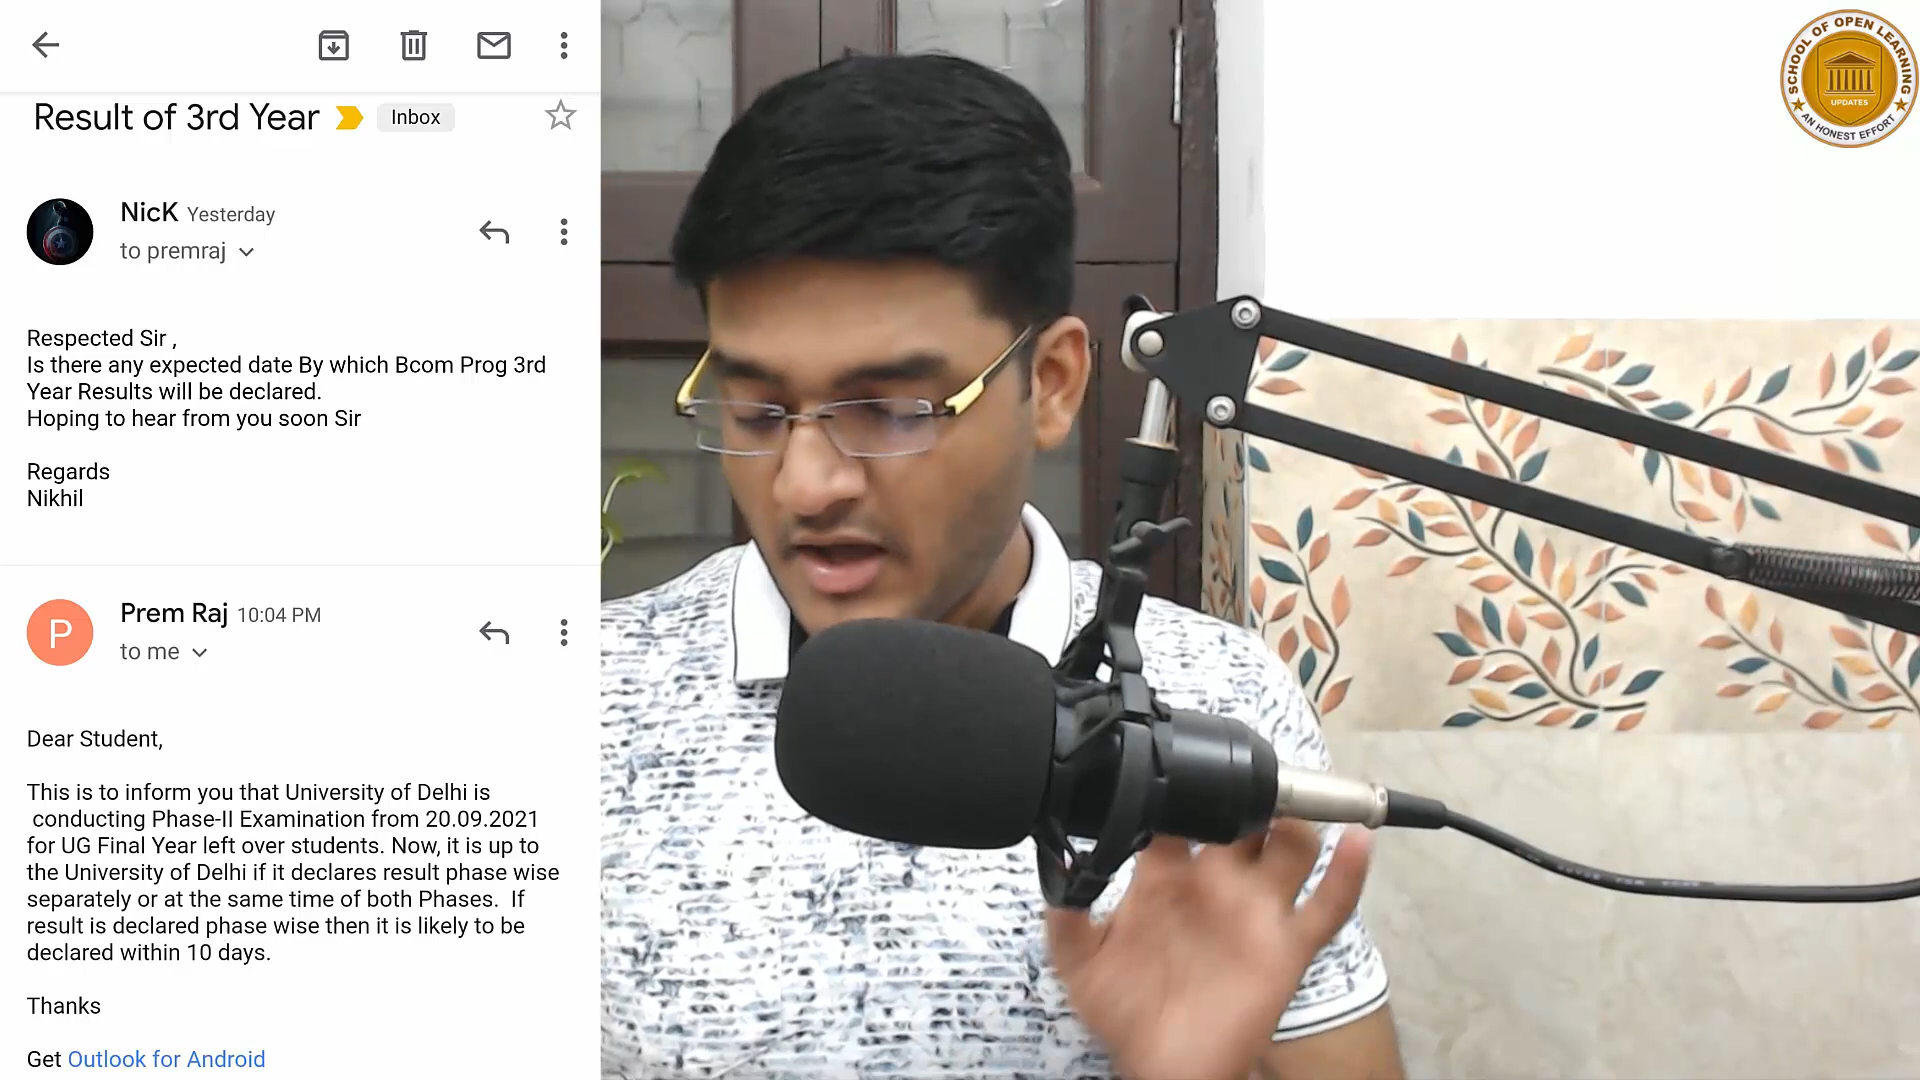 Result of 3rd Year
Inbox
NicK Yesterday
to premraj
Respected Sir ,
Is there any expected date By which Bcom Prog 3rd
Year Results will be declared.
Hoping to hear from you soon Sir
Regards
Nikhil
P
Prem Raj 10:04 PM
to me
Dear Student,
This is to inform you that University of Delhi is
conducting Phase-II Examination from 20.09.2021
for UG Final Year left over students. Now, it is up to
the University of Delhi if it declares result phase wise
separately or at the same time of both Phases. If
result is declared phase wise then it is likely to be
declared within 10 days.
Thanks
Get Outlook for Android
SCHOOL OF OPEN LEARNING
UPDATES
AN HONEST EFFORT